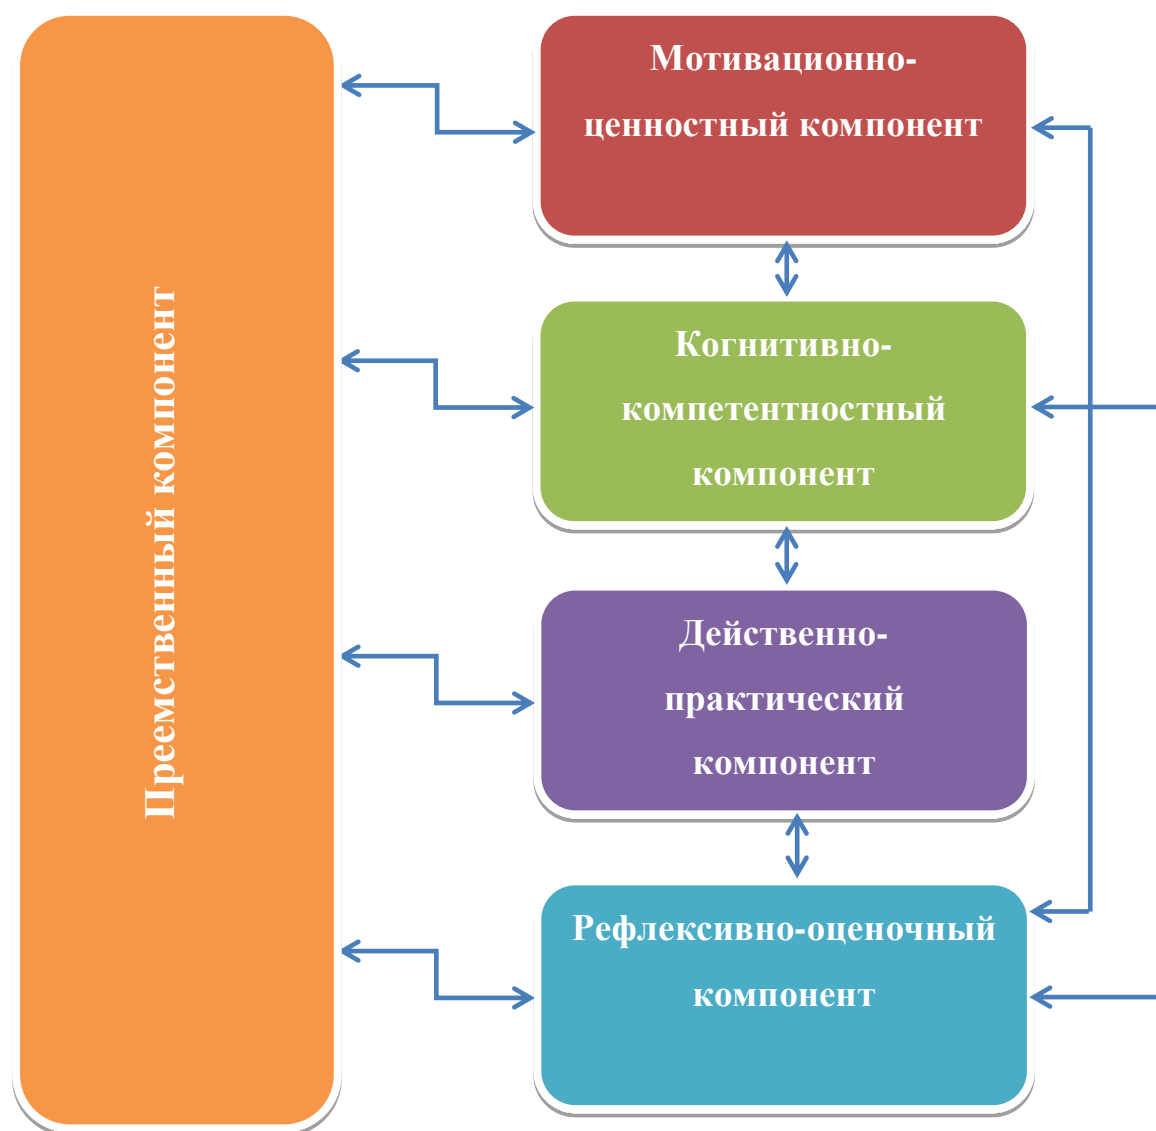 Преемственный компонент
Мотивационно-
ценностный компонент
Когнитивно-
компетентностный
компонент
Действенно-
практический
компонент
Рефлексивно-оценочный
компонент